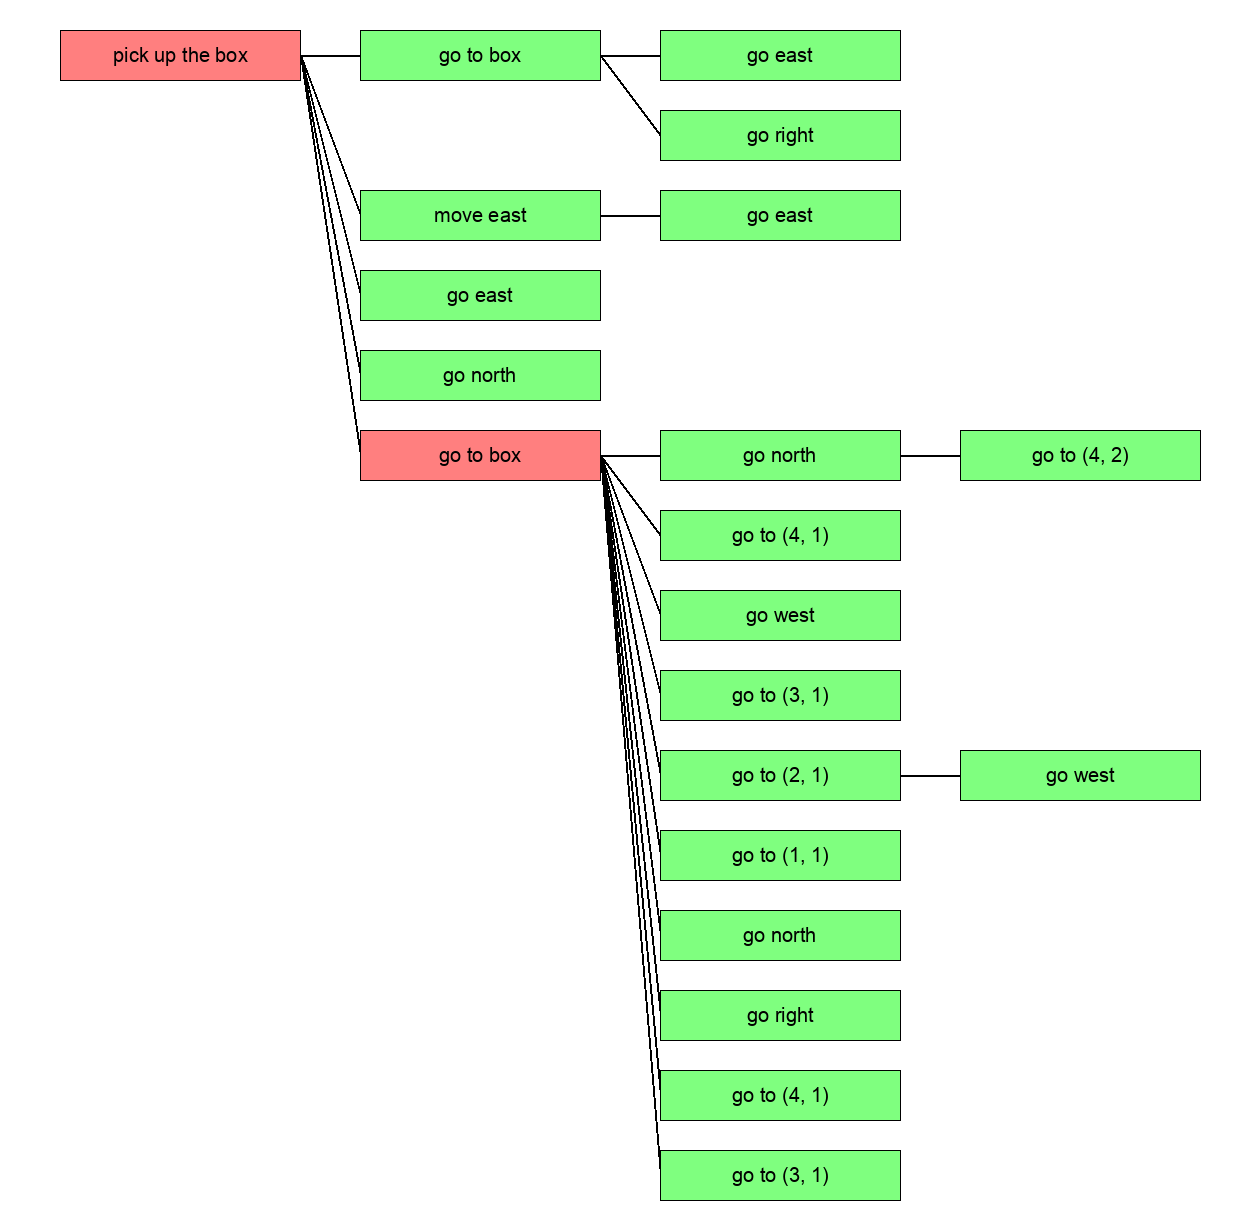 pick up the box
go to box
go east
go right
move east
go east
go east
go north
go to box
go north
go to (4, 2)
go to (4, 1)
go west
go to (3, 1)
go to (2, 1)
go west
go to (1, 1)
go north
go right
go to (4, 1)
go to (3, 1)